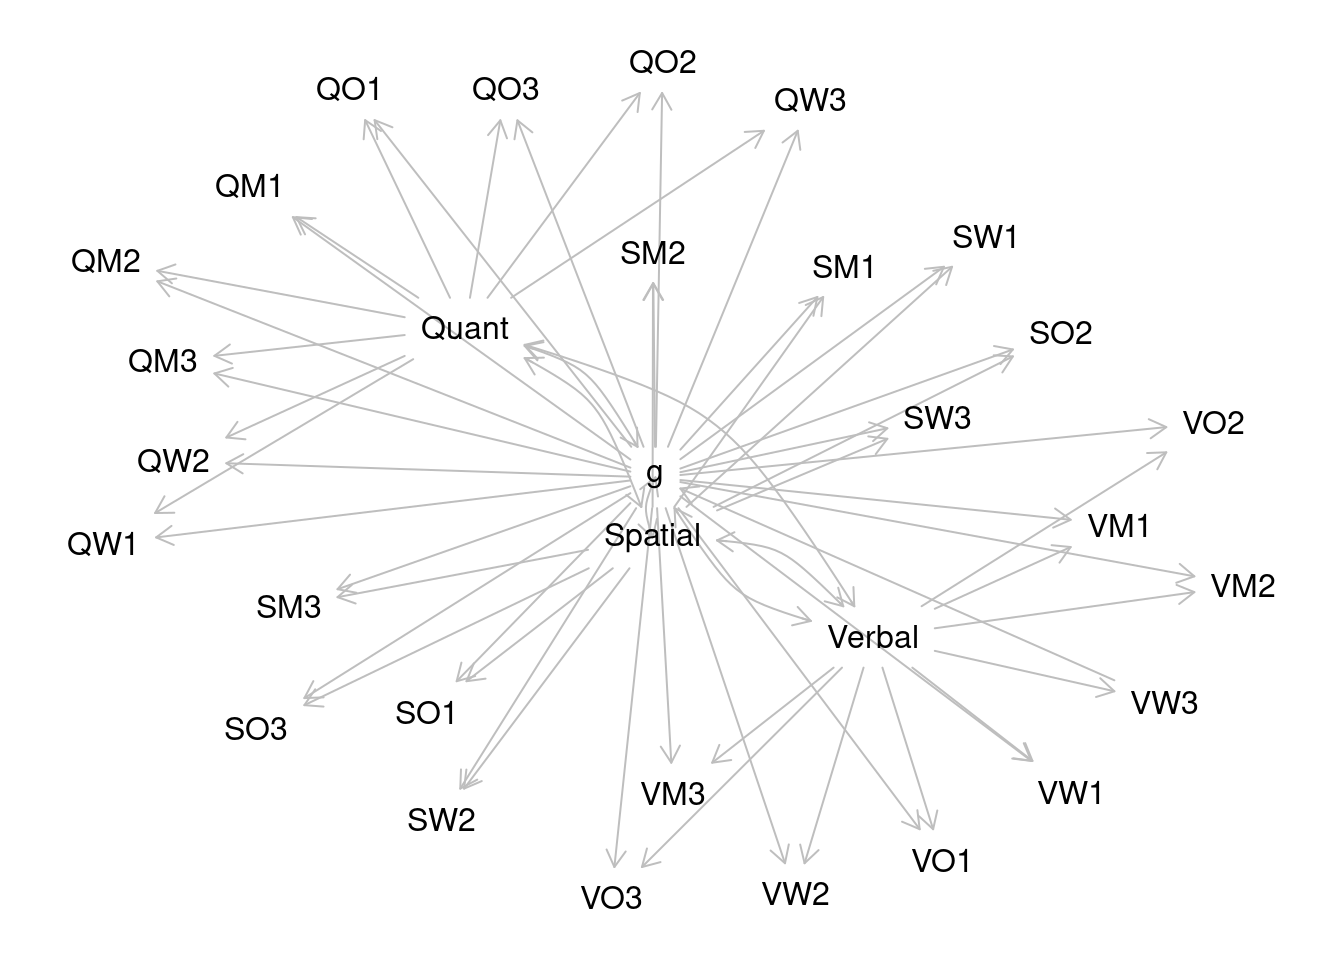 QO2
QO1
QO3
QW3
QM1
SW1
SM2
QM2
SM1
Quant
SO2
QM3
SW3
VO2
QW2
g
VM1
Spatial
QW1
VM2
SM3
Verbal
VW3
SO1
SO3
VM3
VW1
SW2
VO1
VW2
VO3